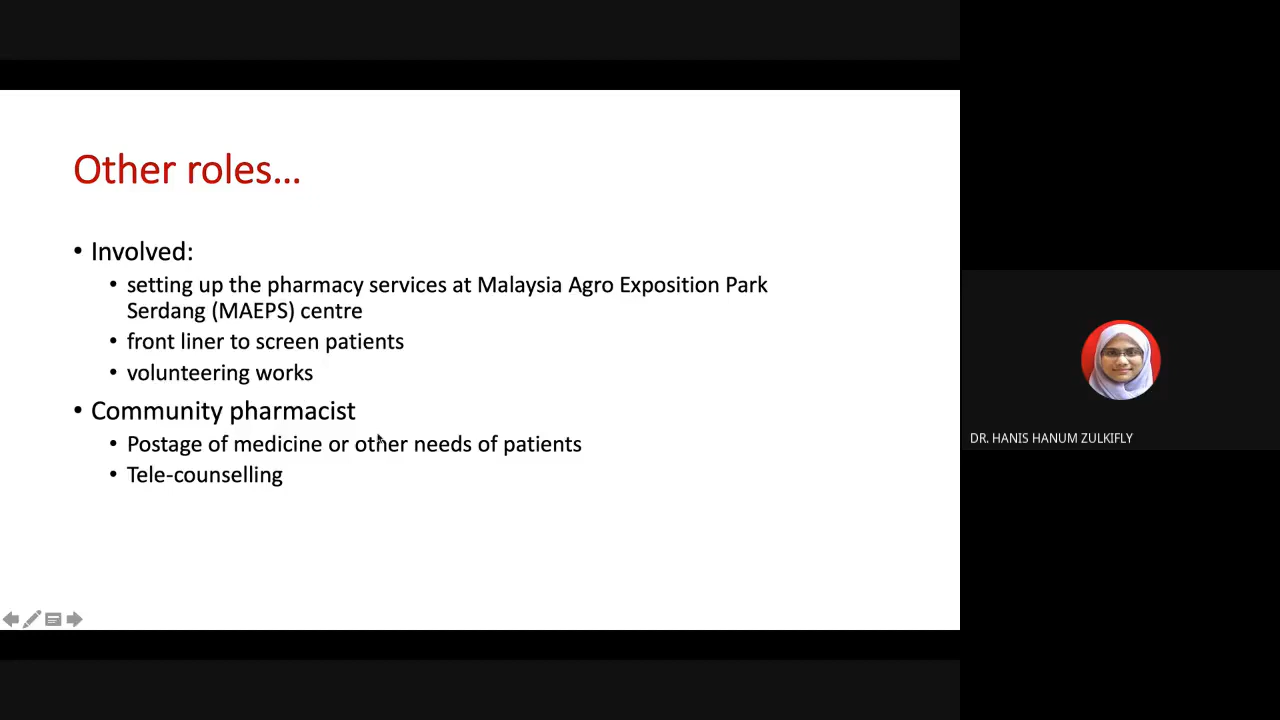 Other roles...
• Involved:
• setting up the pharmacy services at Malaysia Agro Exposition Park
Serdang (MAEPS) centre
• front liner to screen patients
• volunteering works
• Community pharmacist
• Postage of medicine or other needs of patients
• Tele-counselling
DR. HANIS HANUM ZULKIFLY